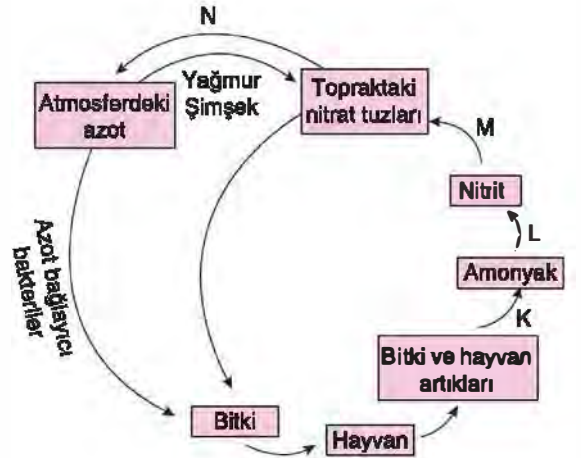 N
Atmosferdeki
azot
Yağmur
Şimşek
Topraktaki
nitrat tuzları
M
Nitrit
L
Amonyak
K
Bitki ve hayvan
artıkları
Azot bağlayıcı
bakteriler
Bitki
Hayvan